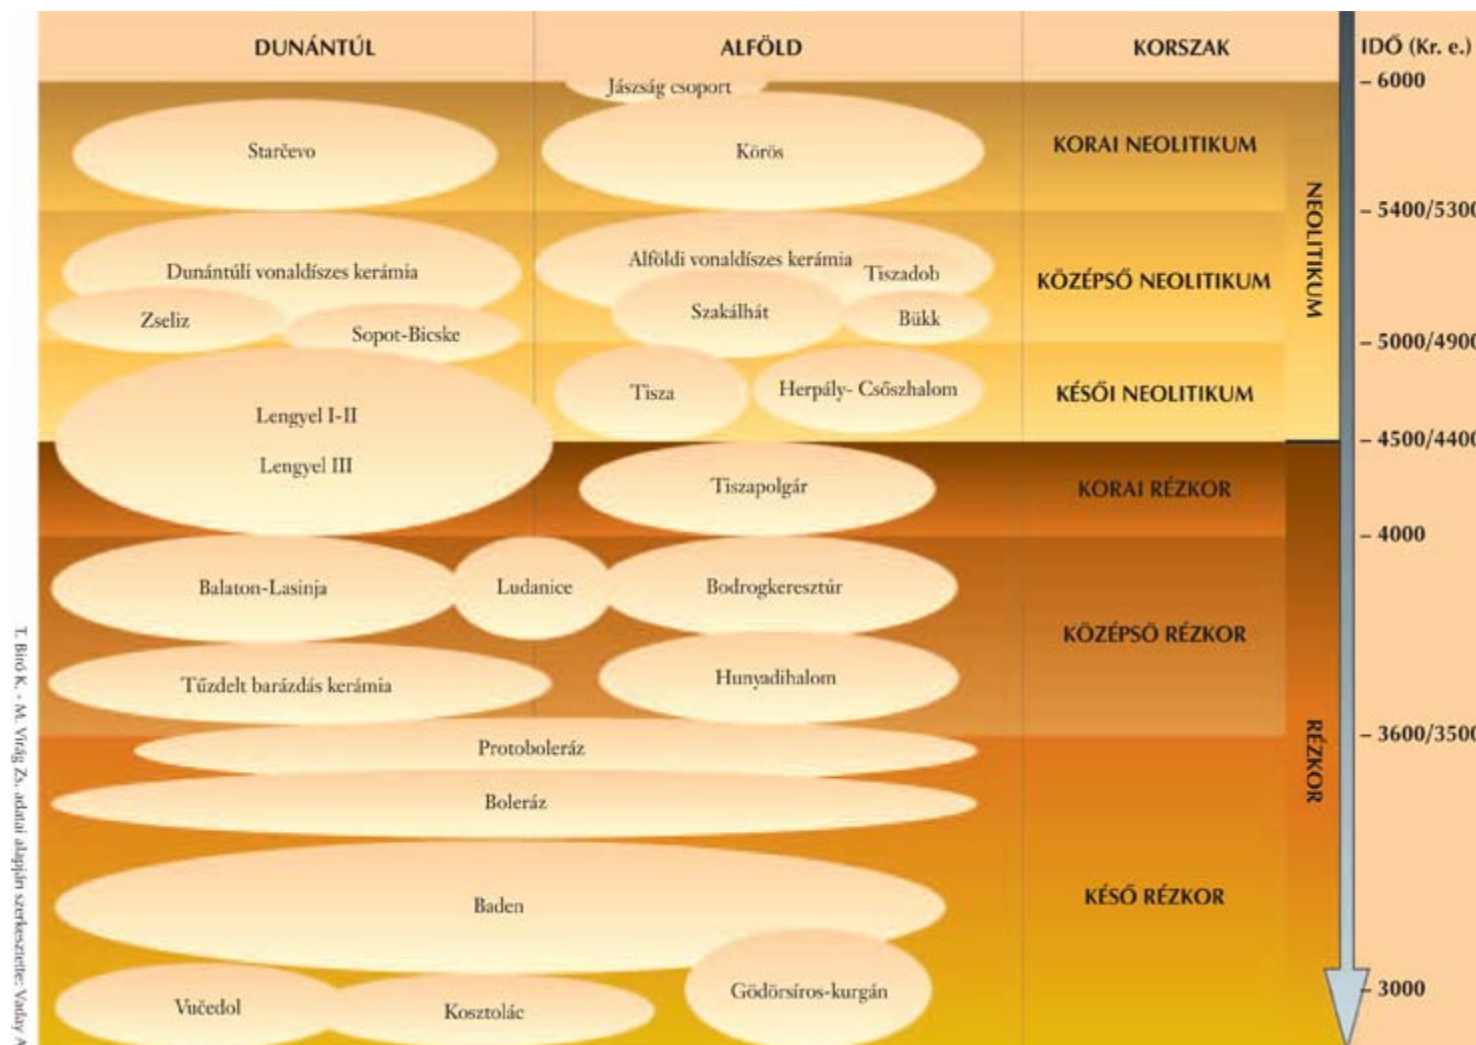 DUNÁNTÚL
ALFÖLD
KORSZAK
IDŐ (Kr. e.)
Jászság csoport
– 6000
Starčevo
Körös
KORAI NEOLITIKUM
– 5400/5300
Dunántúli vonaldíszes kerámia
Alföldi vonaldíszes kerámia
Tiszadob
KÖZÉPSŐ NEOLITIKUM
NEOLITIKUM
Zseliz
Sopot-Bicske
Szakálhát
Bükk
– 5000/4900
Lengyel I-II
Tisza
Herpály- Csőszhalom
KÉSŐI NEOLITIKUM
– 4500/4400
Lengyel III
Tiszapolgár
KORAI RÉZKOR
– 4000
Balaton-Lasinja
Ludanice
Bodrogkeresztúr
KÖZÉPSŐ RÉZKOR
Tűzdelt barázdás kerámia
Hunyadihalom
– 3600/3500
RÉZKOR
Protoboleráz
Boleráz
Baden
KÉSŐ RÉZKOR
Vučedol
Kosztolác
Gödörsíros-kurgán
– 3000
T. Biró K. - M. Virág Zs. adatai alapján szerkesztette: Vaday A